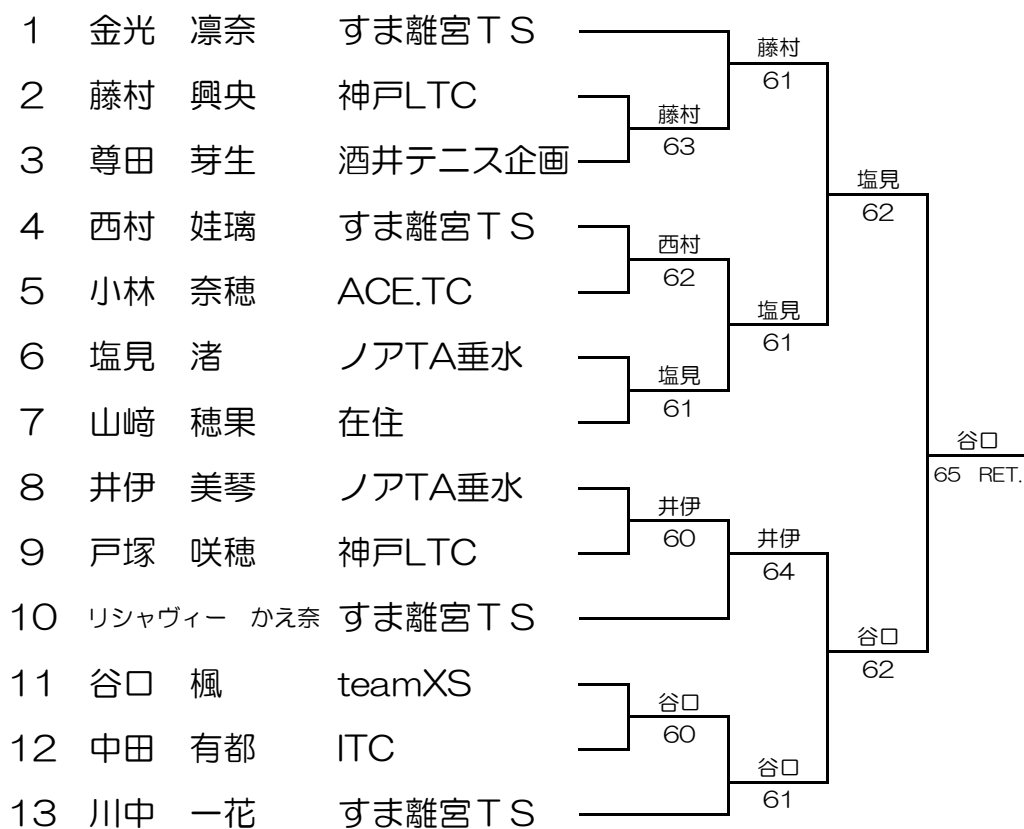 1 金光 凛奈 すま離宮TS
藤村
61
2 藤村 興央 神戸LTC
藤村
63
3 尊田 芽生 酒井テニス企画
塩見
62
4 西村 娃璃 すま離宮TS
西村
62
5 小林 奈穂 ACE.TC
塩見
61
6 塩見 渚 ノアTA垂水
塩見
61
7 山﨑 穂果 在住
谷口
65 RET.
8 井伊 美琴 ノアTA垂水
井伊
60
9 戸塚 咲穂 神戸LTC
井伊
64
10 リシャヴィー かえ奈 すま離宮TS
谷口
62
11 谷口 楓 teamXS
谷口
60
12 中田 有都 ITC
谷口
61
13 川中 一花 すま離宮TS